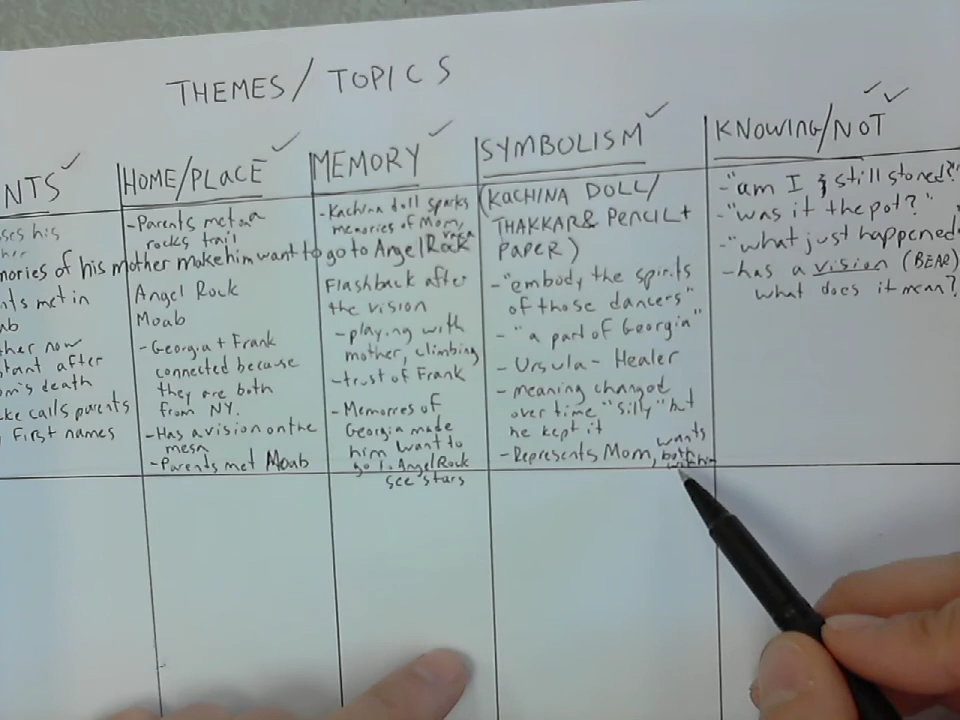 THEMES/TOPICS
NTS ✓
ses his
mories of his mother make him want to go to Angel Rock
nts met in
ab
her now
stant after
m's death
ke calls parents
first names
HOME/PLACE ✓
- Parents met on a
rocks trail
Angel Rock
Moab
- Georgia + Frank
connected because
they are both
from NY.
- Has a vision on the
mesa
- Parents met Moab
MEMORY ✓
- Kachina doll sparks
memories of Mom,
Flashback after
the vision
- playing with
mother, climbing
- trust of Frank
- Memories of
Georgia made
him want to
go to Angel Rock
see stars
SYMBOLISM ✓
(KACHINA DOLL/
THAKKAR & PENCIL +
PAPER)
- "embody the spirits
of those dancers"
- "a part of Georgia"
- Ursula - Healer
- meaning changed
over time "silly" but
he kept it
- Represents Mom, wants
both with him
KNOWING/NOT ✓✓
- "am I still stoned?"
- "was it the pot?"
- "what just happened
- has a vision (BEAR)
what does it mean?